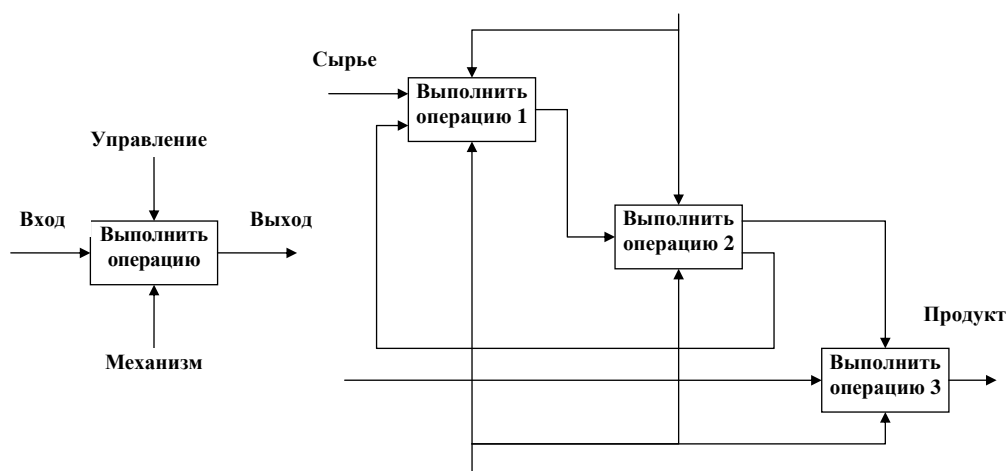 Управление
Вход
Выход
Выполнить
операцию
Механизм
Сырье
Выполнить
операцию 1
Выполнить
операцию 2
Продукт
Выполнить
операцию 3